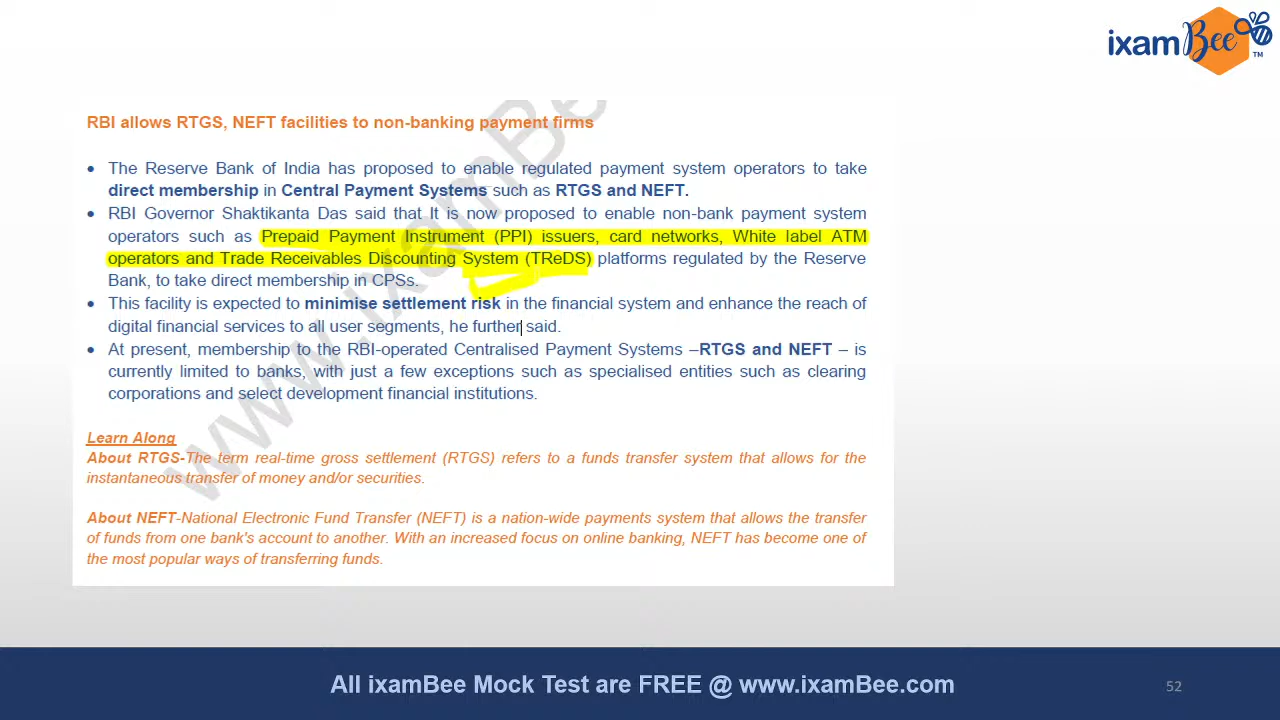 ixamBee
TM
RBI allows RTGS, NEFT facilities to non-banking payment firms
• The Reserve Bank of India has proposed to enable regulated payment system operators to take
direct membership in Central Payment Systems such as RTGS and NEFT.
• RBI Governor Shaktikanta Das said that It is now proposed to enable non-bank payment system
operators such as Prepaid Payment Instrument (PPI) issuers, card networks, White label ATM
operators and Trade Receivables Discounting System (TReDS) platforms regulated by the Reserve
Bank, to take direct membership in CPSs.
• This facility is expected to minimise settlement risk in the financial system and enhance the reach of
digital financial services to all user segments, he further said.
• At present, membership to the RBI-operated Centralised Payment Systems –RTGS and NEFT – is
currently limited to banks, with just a few exceptions such as specialised entities such as clearing
corporations and select development financial institutions.
Learn Along
About RTGS-The term real-time gross settlement (RTGS) refers to a funds transfer system that allows for the
instantaneous transfer of money and/or securities.
About NEFT-National Electronic Fund Transfer (NEFT) is a nation-wide payments system that allows the transfer
of funds from one bank's account to another. With an increased focus on online banking, NEFT has become one of
the most popular ways of transferring funds.
www.ixamBee
All ixamBee Mock Test are FREE @ www.ixamBee.com
52